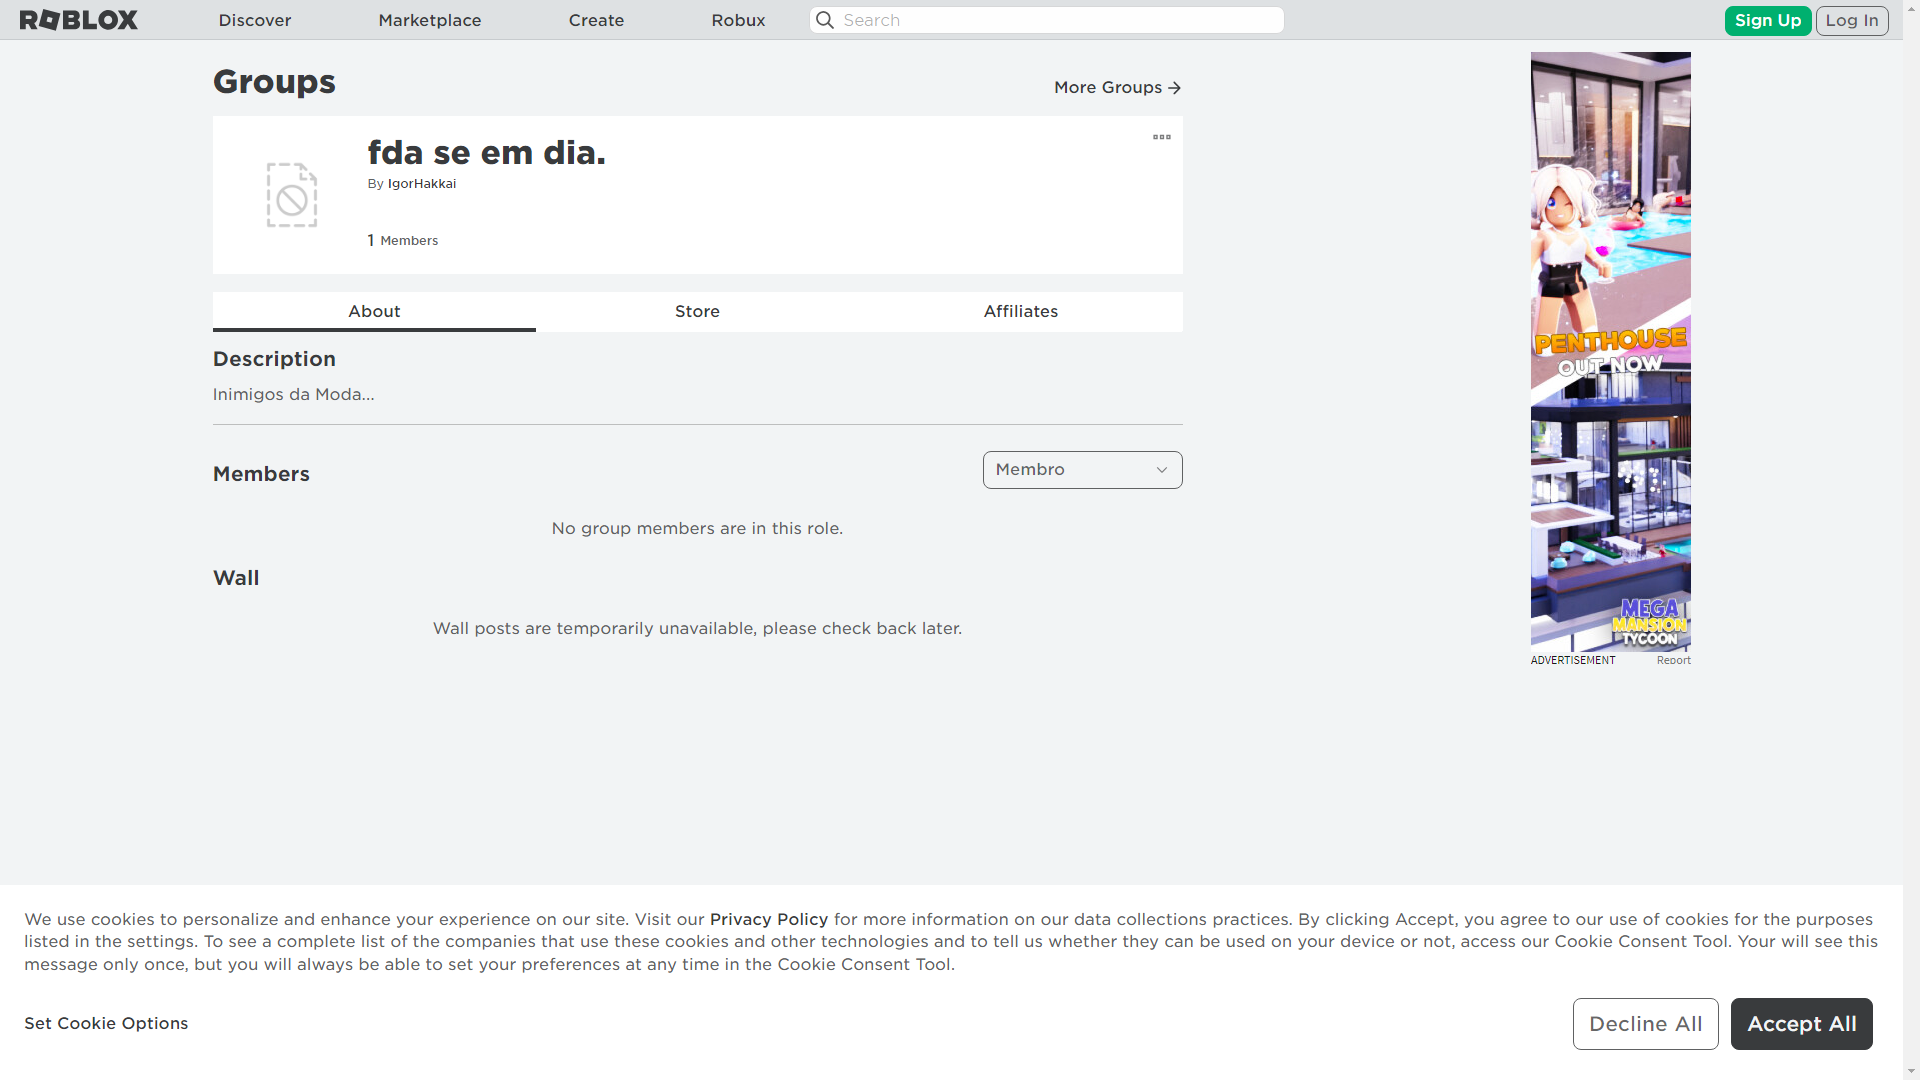 ROBLOX
Discover
Marketplace
Create
Robux
Search
Sign Up
Log In
Groups
More Groups
fda se em dia.
By IgorHakkai
1 Members
About
Store
Affiliates
Description
Inimigos da Moda...
Members
Membro
No group members are in this role.
Wall
Wall posts are temporarily unavailable, please check back later.
PENTHOUSE
OUT NOW
MEGA
MANSION
TYCOON
ADVERTISEMENT
Report
We use cookies to personalize and enhance your experience on our site. Visit our Privacy Policy for more information on our data collections practices. By clicking Accept, you agree to our use of cookies for the purposes
listed in the settings. To see a complete list of the companies that use these cookies and other technologies and to tell us whether they can be used on your device or not, access our Cookie Consent Tool. Your will see this
message only once, but you will always be able to set your preferences at any time in the Cookie Consent Tool.
Set Cookie Options
Decline All
Accept All